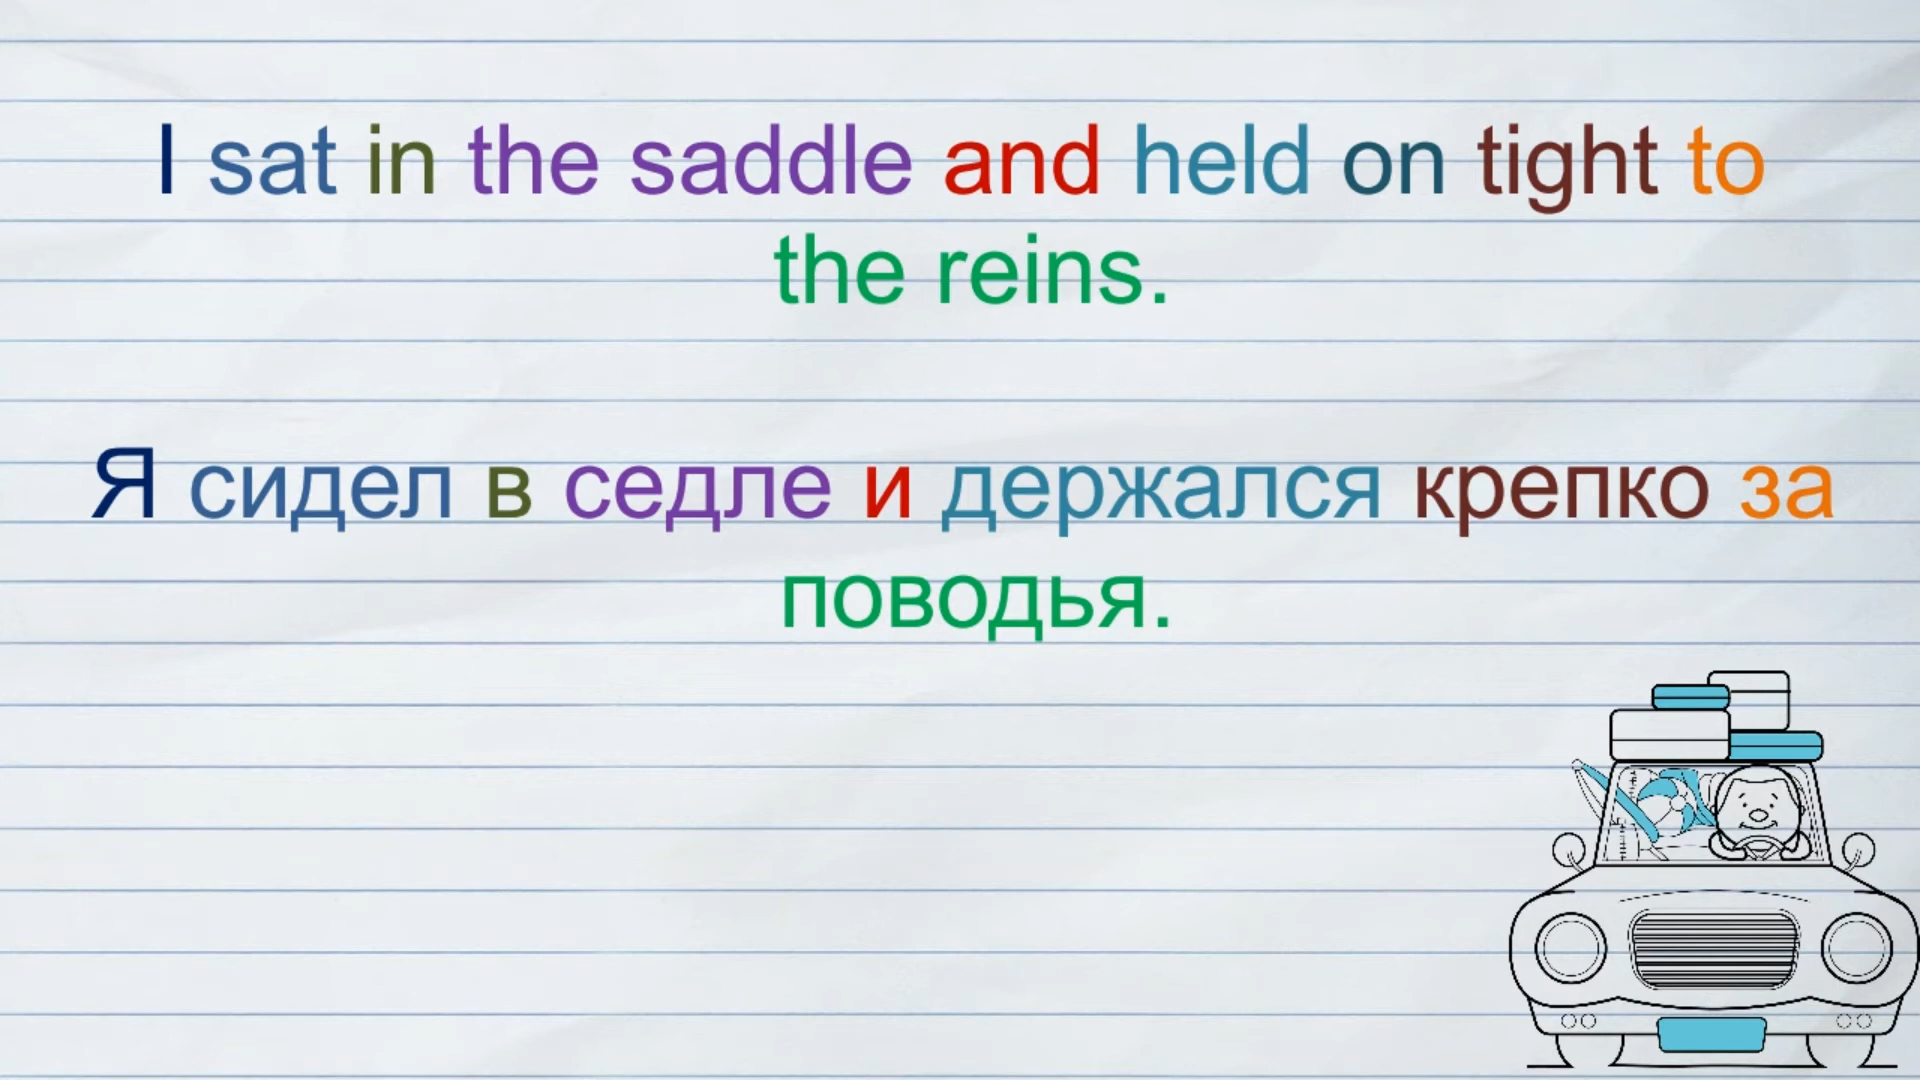 I sat in the saddle and held on tight to
the reins.
Я сидел в седле и держался крепко за
поводья.